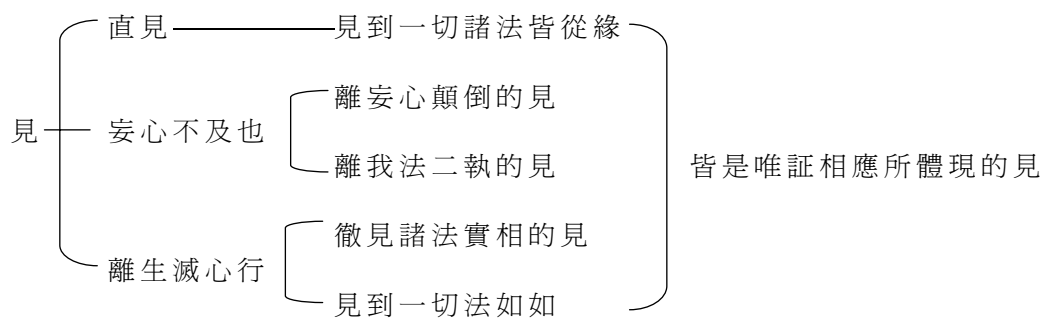 直見——見到一切諸法皆從緣
離妄心顛倒的見
見 妄心不及也
離我法二執的見 皆是唯証相應所體現的見
徹見諸法實相的見
離生滅心行
見到一切法如如